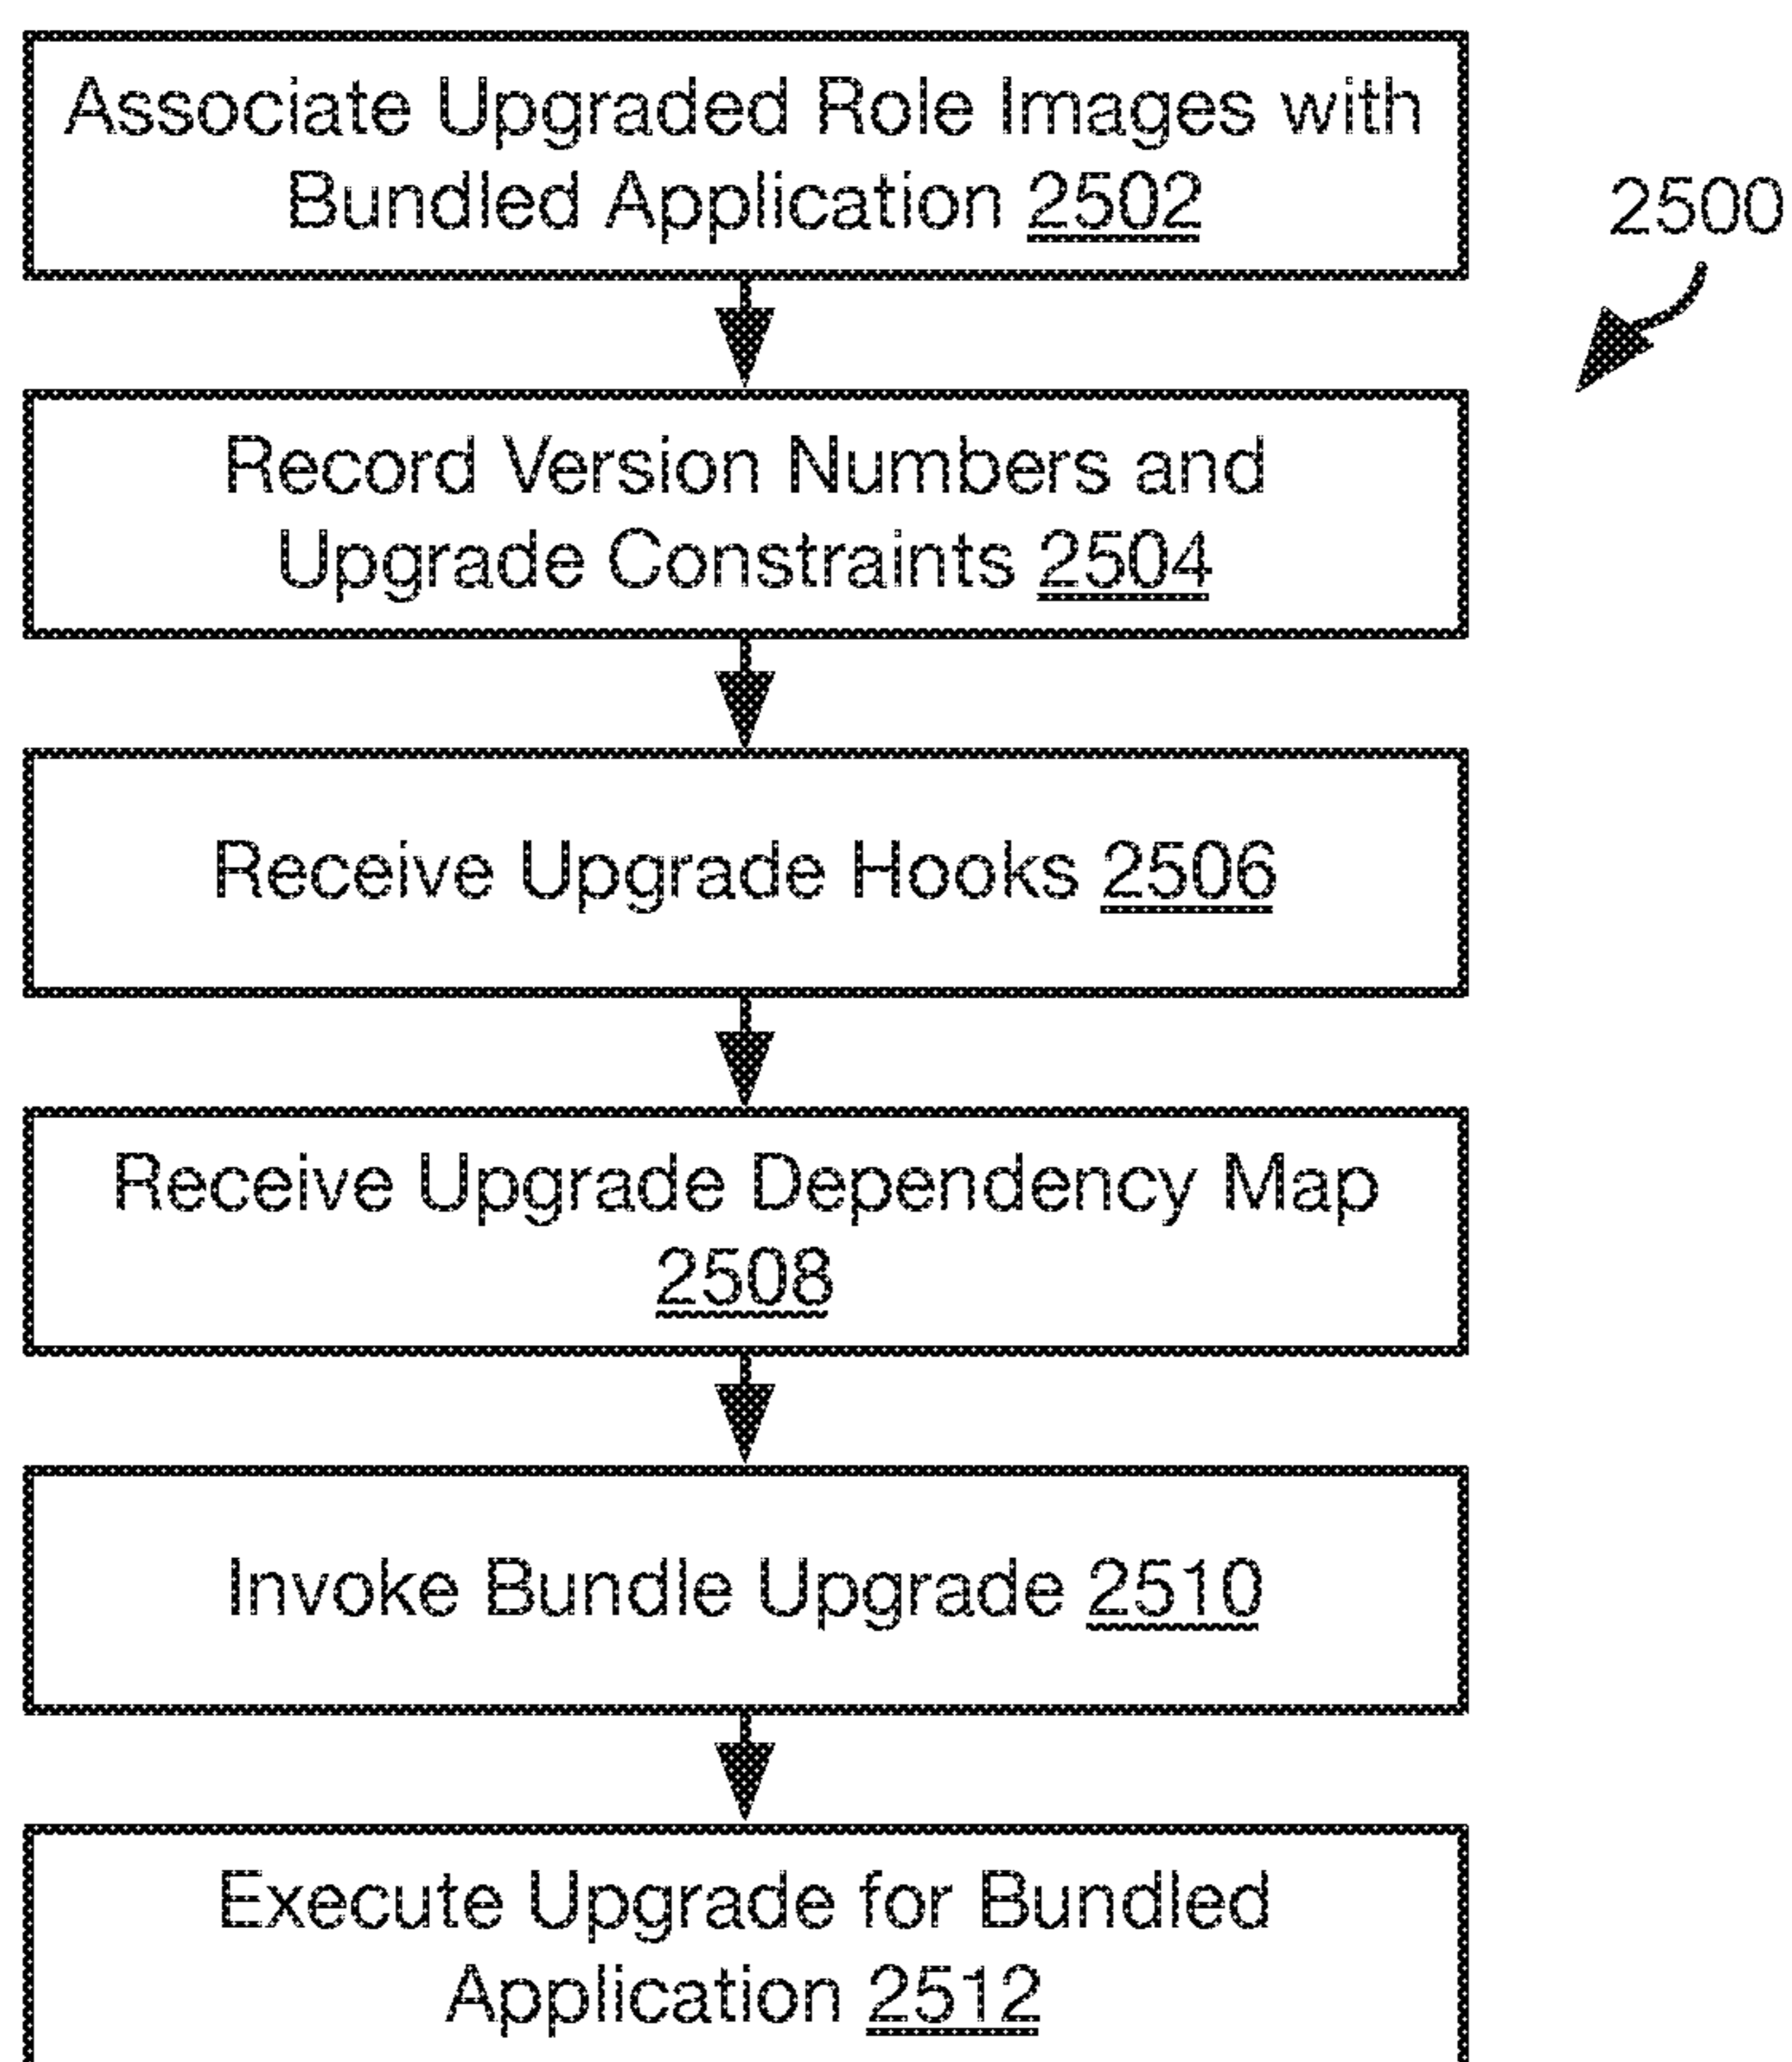 Associate Upgraded Role Images with
Bundled Application 2502
2500
Record Version Numbers and
Upgrade Constraints 2504
Receive Upgrade Hooks 2506
Receive Upgrade Dependency Map
2508
Invoke Bundle Upgrade 2510
Execute Upgrade for Bundled
Application 2512